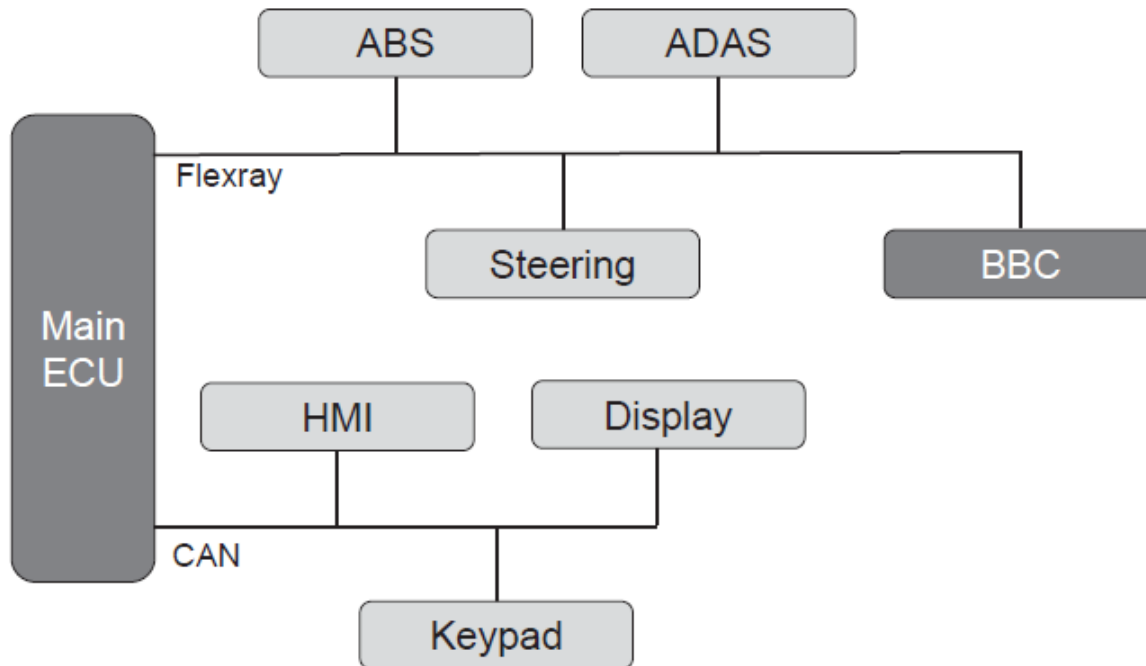 ABS
ADAS
Flexray
Steering
BBC
Main
ECU
HMI
Display
CAN
Keypad